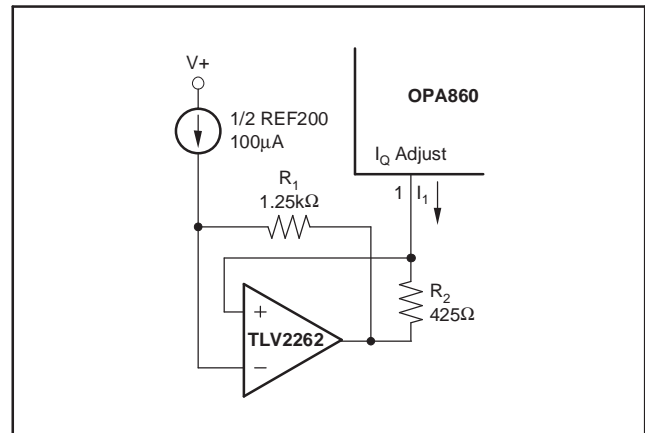 V+
1/2 REF200
100µA
OPA860
I_Q Adjust
R_1
1.25kΩ
1
I_1
R_2
425Ω
+
TLV2262
−